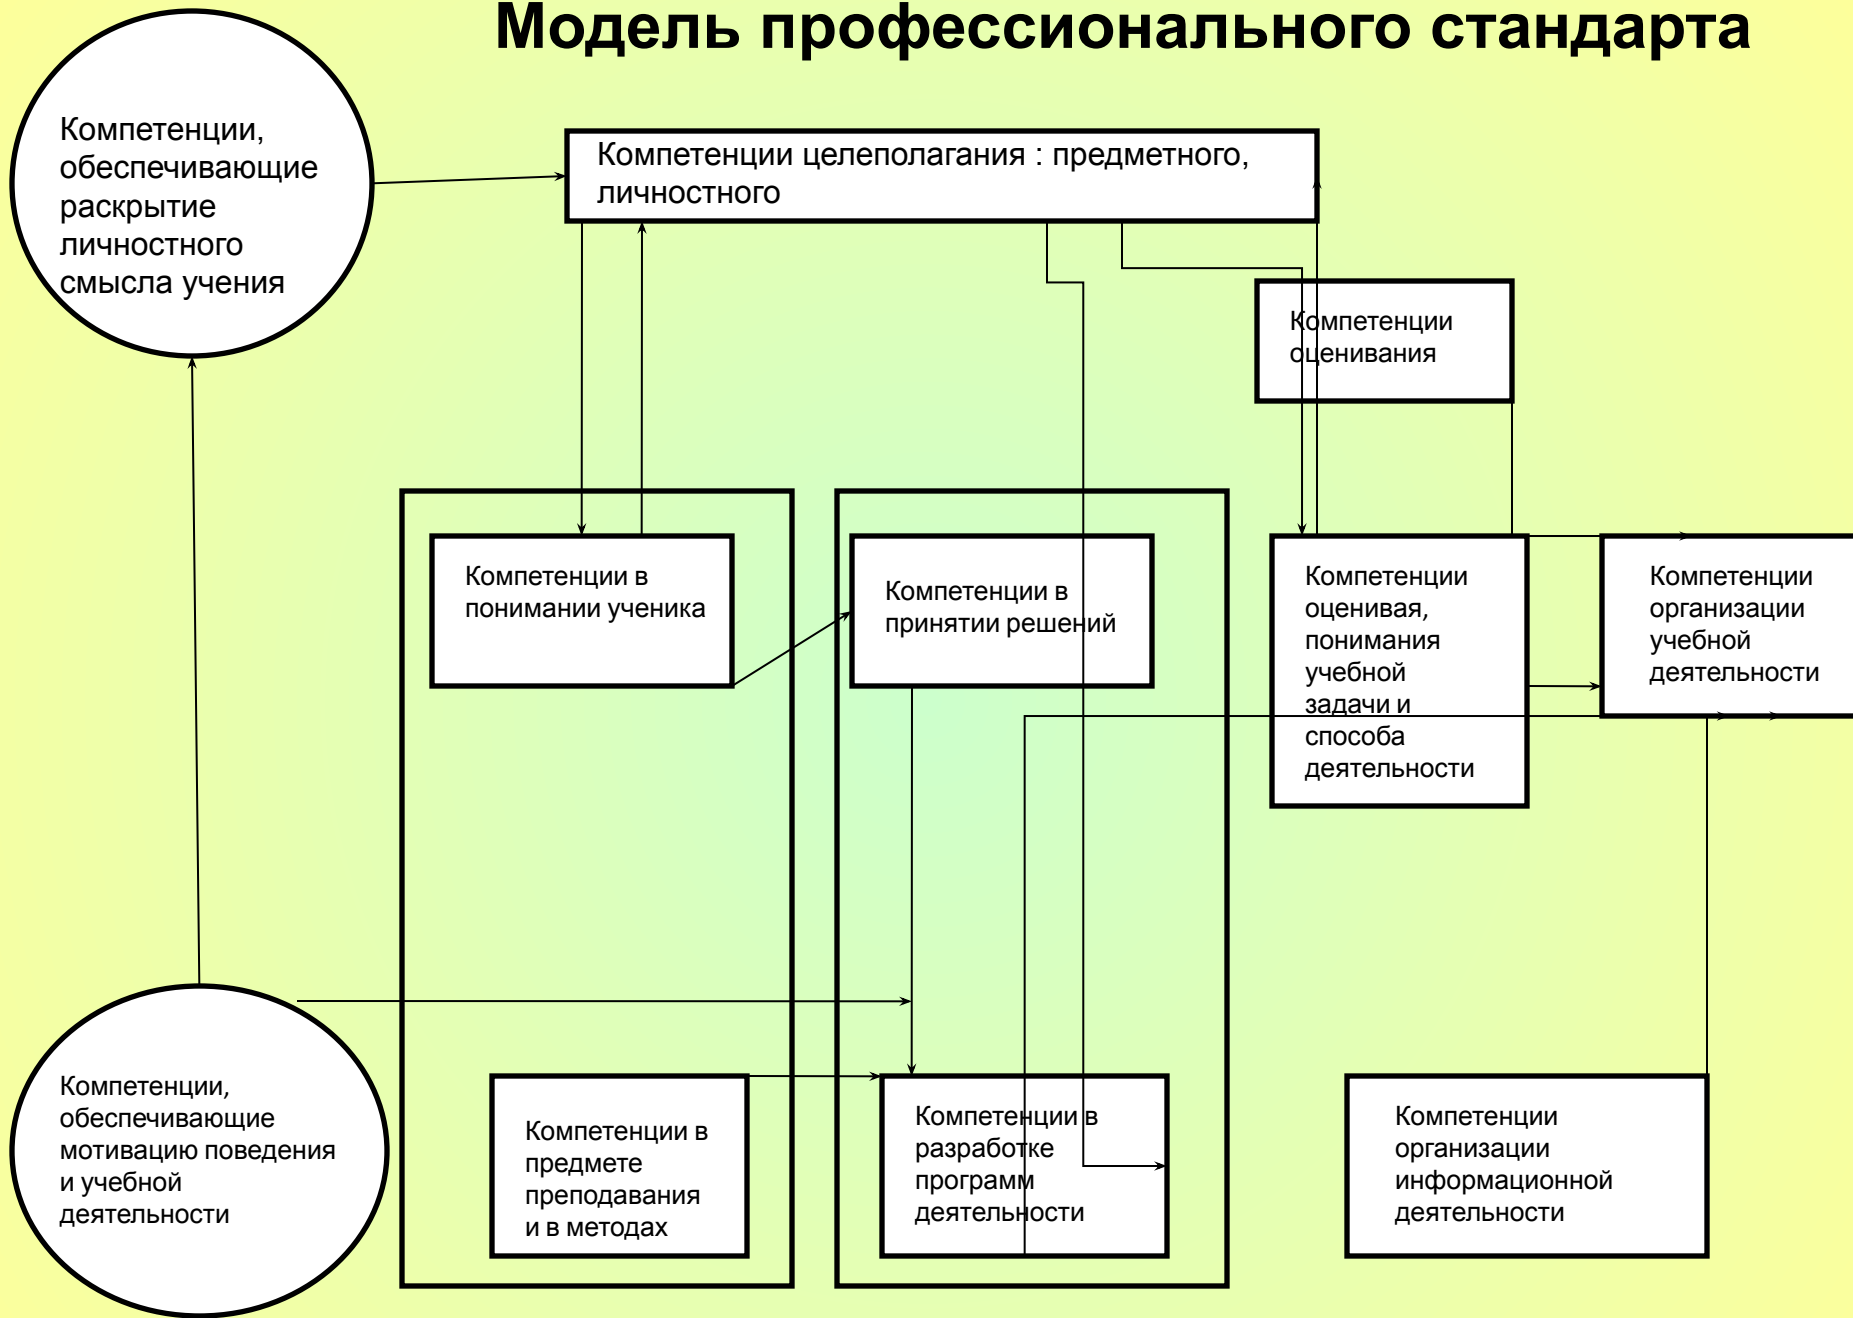 Модель профессионального стандарта
Компетенции,
обеспечивающие
раскрытие
личностного
смысла учения
Компетенции целеполагания : предметного,
личностного
Компетенции
оценивания
Компетенции в
понимании ученика
Компетенции в
принятии решений
Компетенции
оценивая,
понимания
учебной
задачи и
способа
деятельности
Компетенции
организации
учебной
деятельности
Компетенции,
обеспечивающие
мотивацию поведения
и учебной
деятельности
Компетенции в
предмете
преподавания
и в методах
Компетенции в
разработке
программ
деятельности
Компетенции
организации
информационной
деятельности